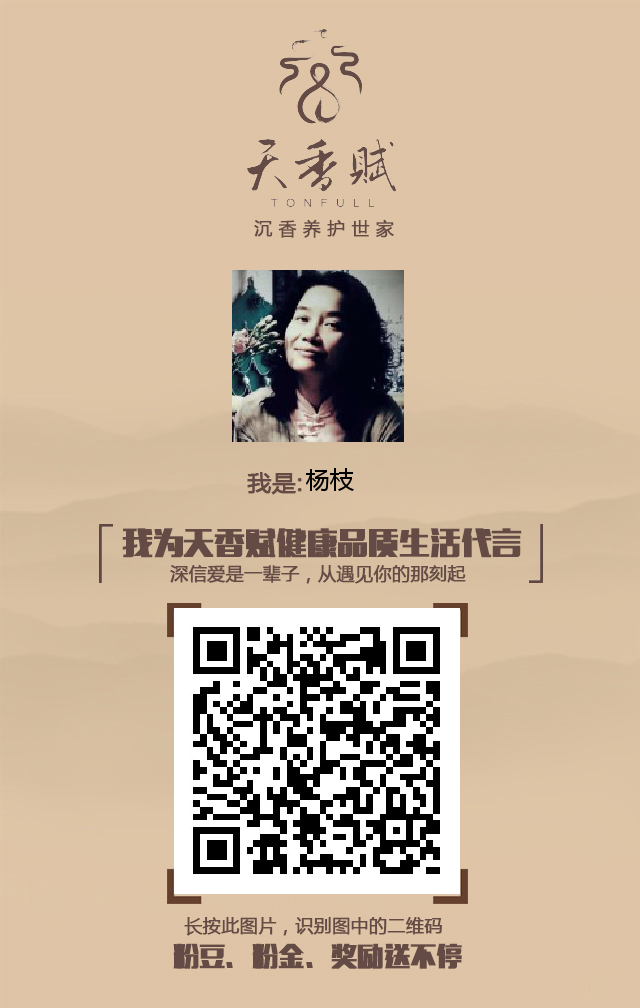 天香赋
TONFULL
沉香养护世家
我是:杨枝
我为天香赋健康品质生活代言
深信爱是一辈子，从遇见你的那刻起
长按此图片，识别图中的二维码
粉豆、粉金、奖励送不停